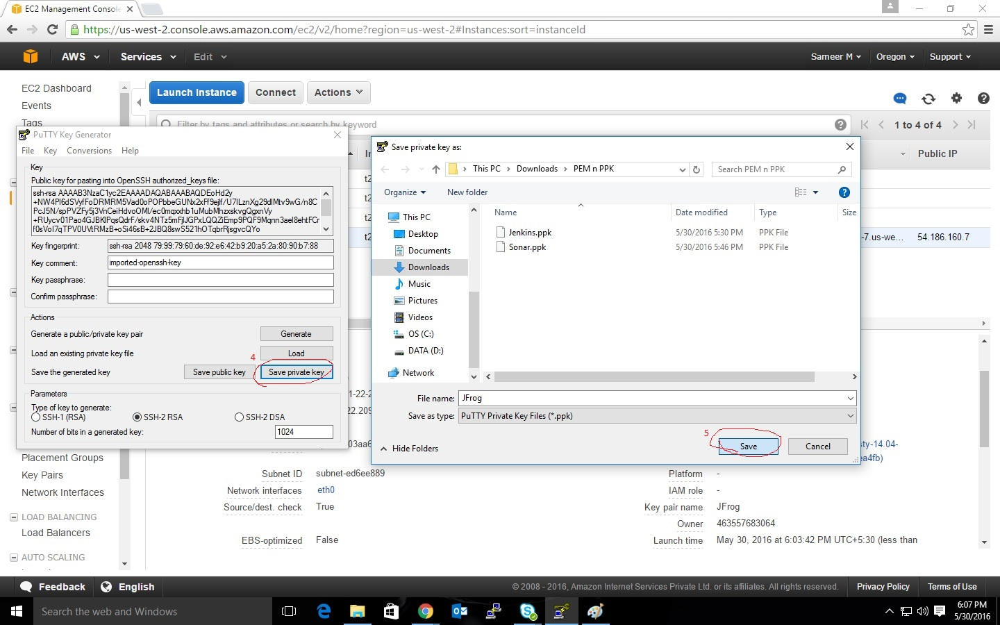 EC2 Management Console
https://us-west-2.console.aws.amazon.com/ec2/v2/home?region=us-west-2#Instances:sort=instanceId
AWS Services Edit Sameer M Oregon Support
EC2 Dashboard
Events
Tags
Launch Instance Connect Actions
Filter by tags and attributes or search by keyword
1 to 4 of 4
Public IP
-7.us-we... 54.186.160.7
PuTTY Key Generator
File Key Conversions Help
Key
Public key for pasting into OpenSSH authorized_keys file:
ssh-rsa
Key fingerprint: ssh-rsa 2048 79:99:79:60:de:92:e6:42:b9:20:a5:2a:80:90:b7:88
Key comment: imported-openssh-key
Key passphrase:
Confirm passphrase:
Actions
Generate a public/private key pair Generate
Load an existing private key file Load
4
Save the generated key Save public key Save private key
Parameters
Type of key to generate:
SSH-1 (RSA) SSH-2 RSA SSH-2 DSA
Number of bits in a generated key: 1024
Save private key as:
This PC Downloads PEM n PPK Search PEM n PPK
Organize New folder
This PC
Desktop
Documents
Downloads
Music
Pictures
Videos
OS (C:)
DATA (D:)
Network
Name Date modified Type Size
Jenkins.ppk 5/30/2016 5:30 PM PPK File
Sonar.ppk 5/30/2016 5:46 PM PPK File
File name: JFrog
Save as type: PuTTY Private Key Files (*.ppk)
5
Hide Folders Save Cancel
Placement Groups
Key Pairs
Network Interfaces
LOAD BALANCING
Load Balancers
AUTO SCALING
Subnet ID subnet-ed6ee889
Network interfaces eth0
Source/dest. check True
EBS-optimized False
sty-14.04-
ea4fb)
Platform -
IAM role -
Key pair name JFrog
Owner 463557683064
Launch time May 30, 2016 at 6:03:42 PM UTC+5:30 (less than
Feedback English © 2008 - 2016, Amazon Internet Services Private Ltd. or its affiliates. All rights reserved. Privacy Policy Terms of Use
Search the web and Windows
6:07 PM
5/30/2016